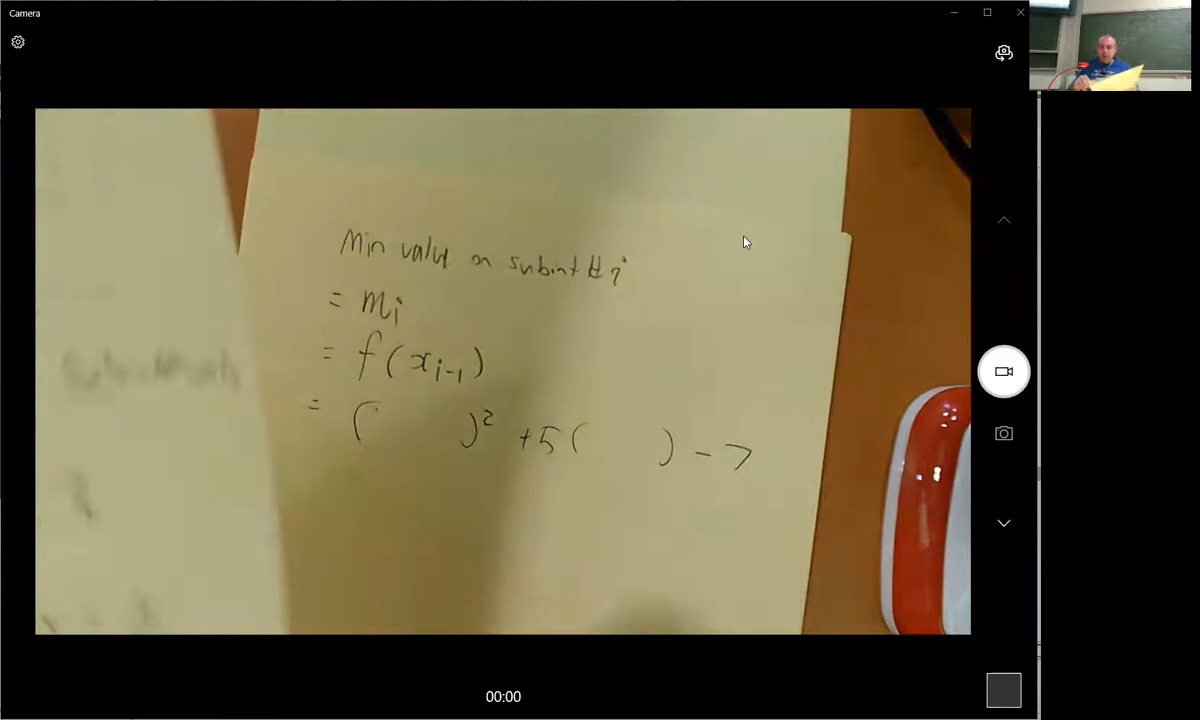 Camera
Min value on subint # i
= mi
= f(xi-1)
= ( )² + 5( ) - 7
00:00